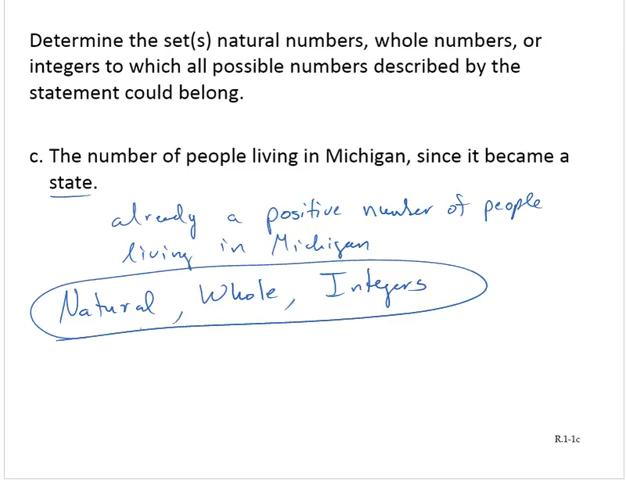 Determine the set(s) natural numbers, whole numbers, or
integers to which all possible numbers described by the
statement could belong.
c. The number of people living in Michigan, since it became a
state.
already a positive number of people
living in Michigan
Natural, Whole, Integers
R.1-1c